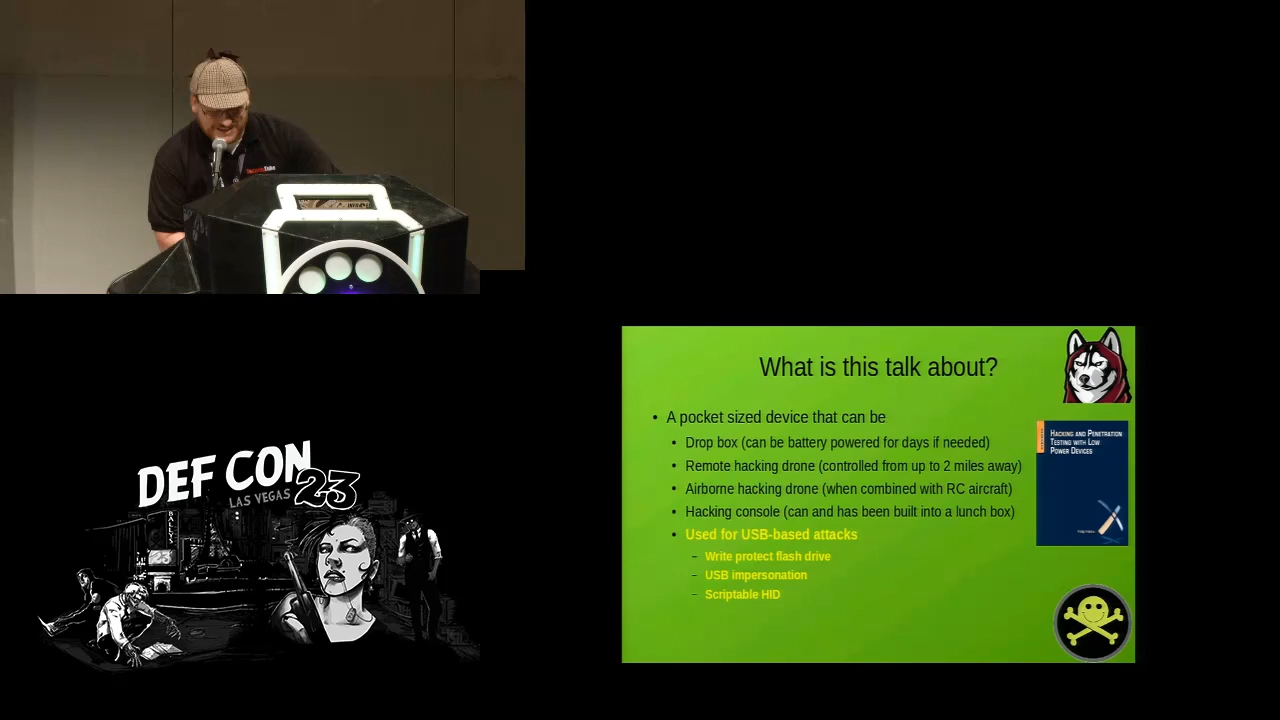 DEF CON
LAS VEGAS 23
BALLY'S
What is this talk about?
• A pocket sized device that can be
• Drop box (can be battery powered for days if needed)
• Remote hacking drone (controlled from up to 2 miles away)
• Airborne hacking drone (when combined with RC aircraft)
• Hacking console (can and has been built into a lunch box)
• Used for USB-based attacks
– Write protect flash drive
– USB impersonation
– Scriptable HID
HACKING AND PENETRATION
TESTING WITH LOW
POWER DEVICES